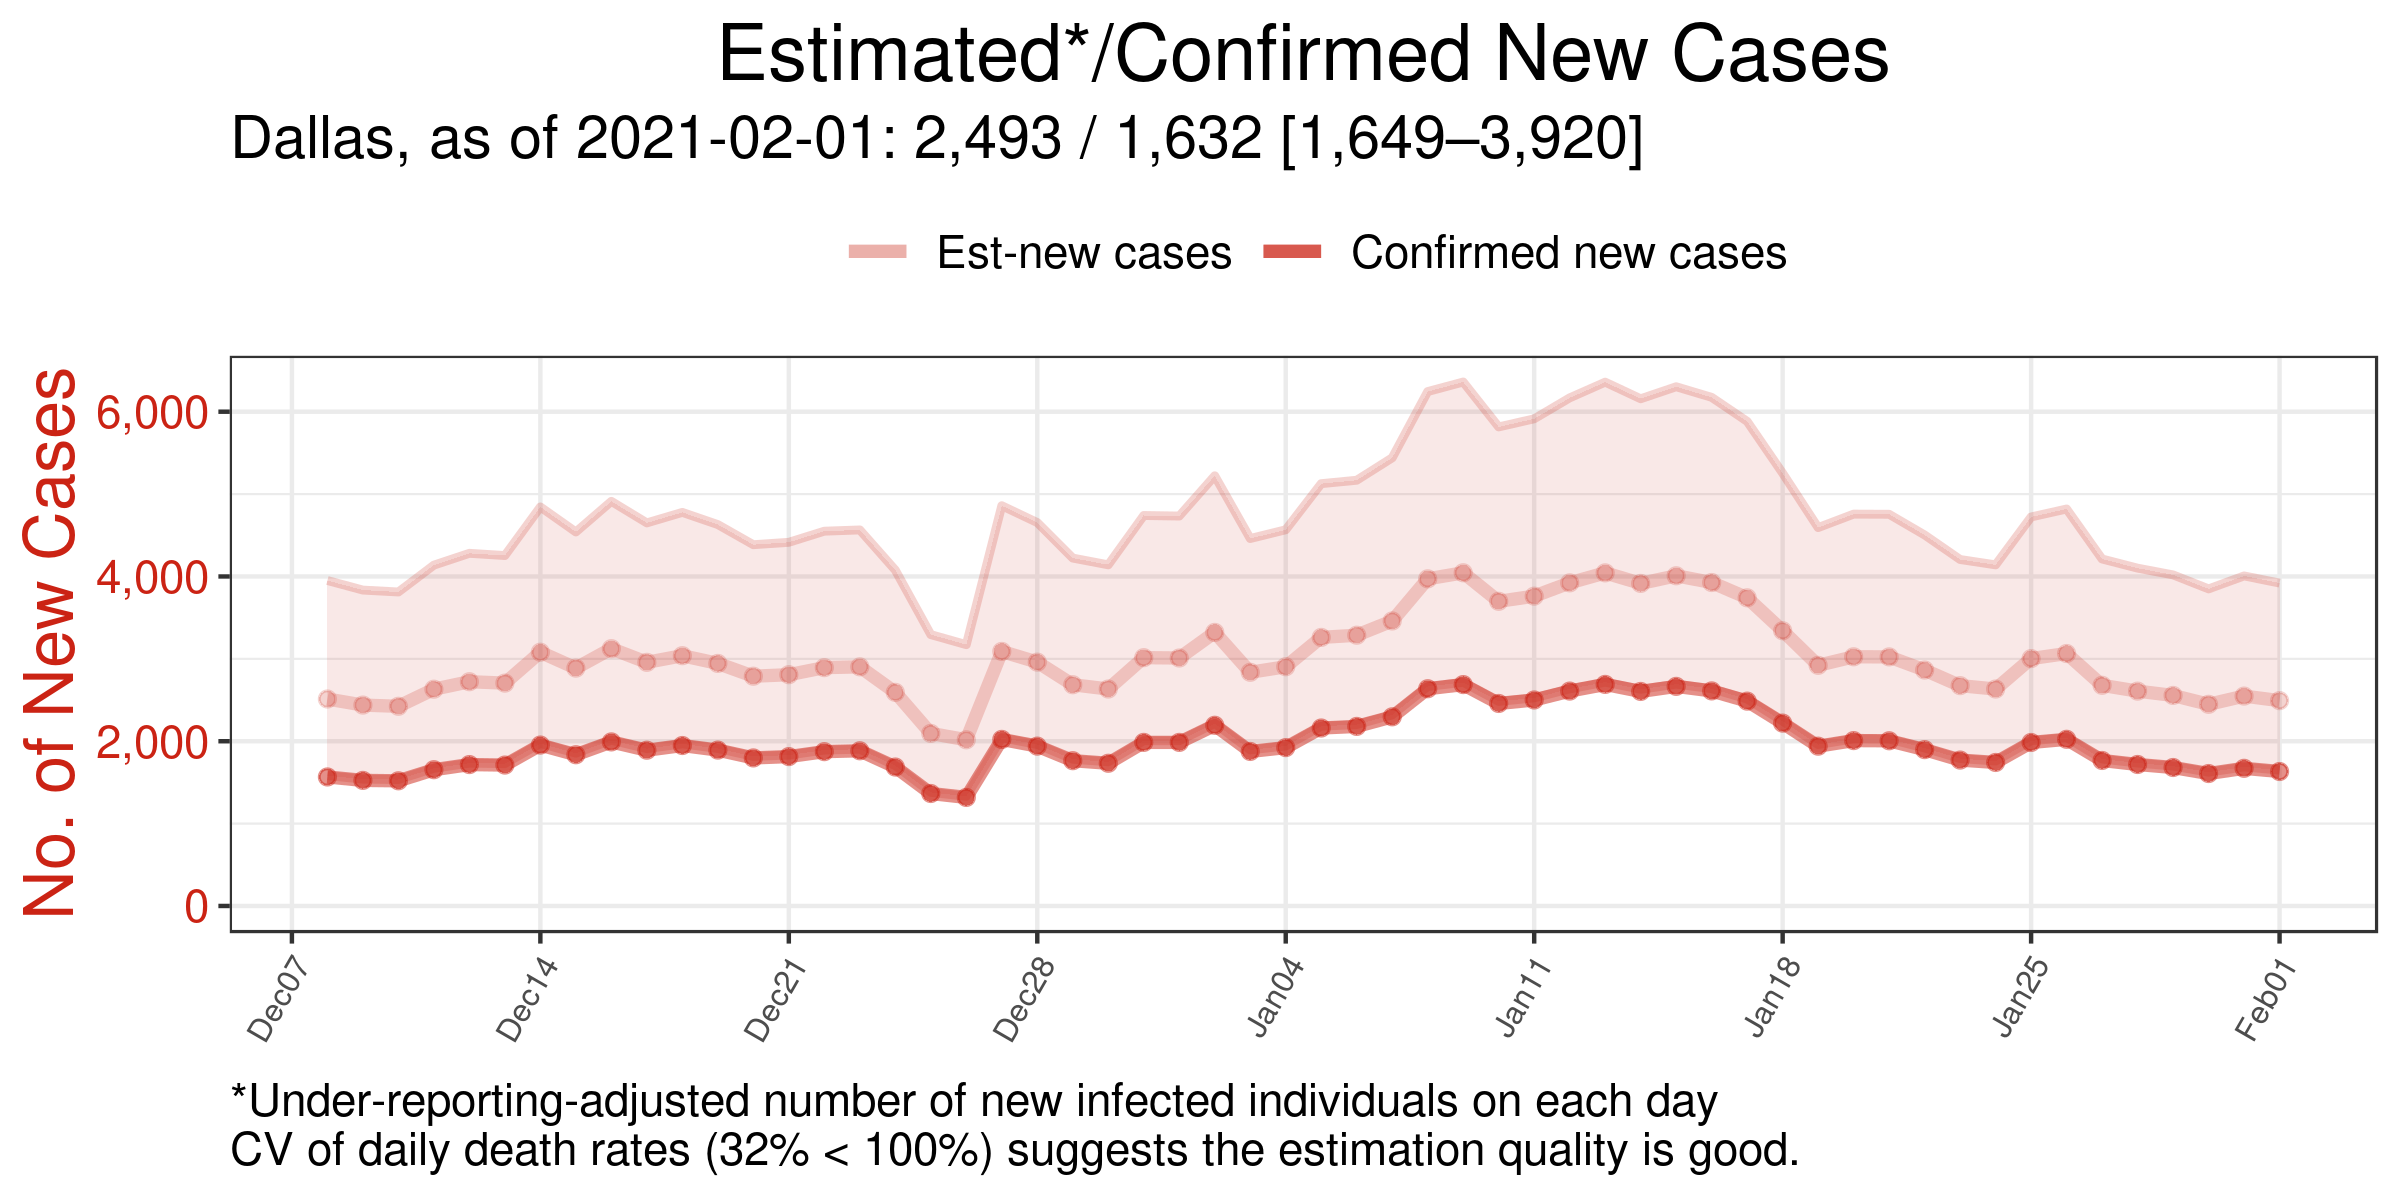 Estimated*/Confirmed New Cases
Dallas, as of 2021-02-01: 2,493 / 1,632 [1,649–3,920]
Est-new cases Confirmed new cases
No. of New Cases
6,000
4,000
2,000
0
Dec07 Dec14 Dec21 Dec28 Jan04 Jan11 Jan18 Jan25 Feb01
*Under-reporting-adjusted number of new infected individuals on each day
CV of daily death rates (32% < 100%) suggests the estimation quality is good.